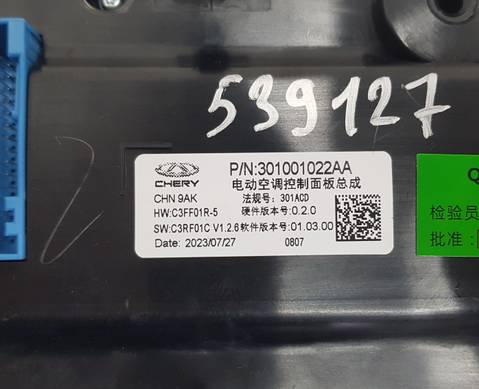 539127
P/N:301001022AA
CHERY
电动空调控制面板总成
CHN 9AK
法规号: 301ACD
HW:C3FF01R-5
硬件版本号:0.2.0
SW:C3RF01C V1.2.6
软件版本号:01.03.00
Date: 2023/07/27
0807
Q
检验员
批准: